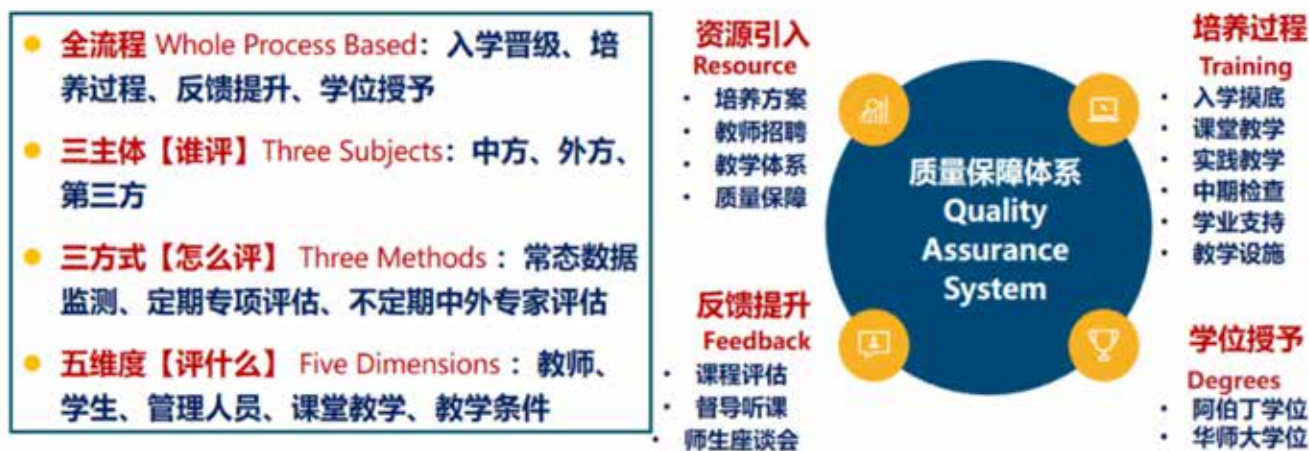 全流程 Whole Process Based：入学晋级、培
养过程、反馈提升、学位授予
三主体【谁评】Three Subjects：中方、外方、
第三方
三方式【怎么评】 Three Methods ：常态数据
监测、定期专项评估、不定期中外专家评估
五维度【评什么】 Five Dimensions ：教师、
学生、管理人员、课堂教学、教学条件
资源引入
Resource
培养方案
教师招聘
教学体系
质量保障
质量保障体系
Quality
Assurance
System
培养过程
Training
入学摸底
课堂教学
实践教学
中期检查
学业支持
教学设施
反馈提升
Feedback
课程评估
督导听课
师生座谈会
学位授予
Degrees
阿伯丁学位
华师大学位